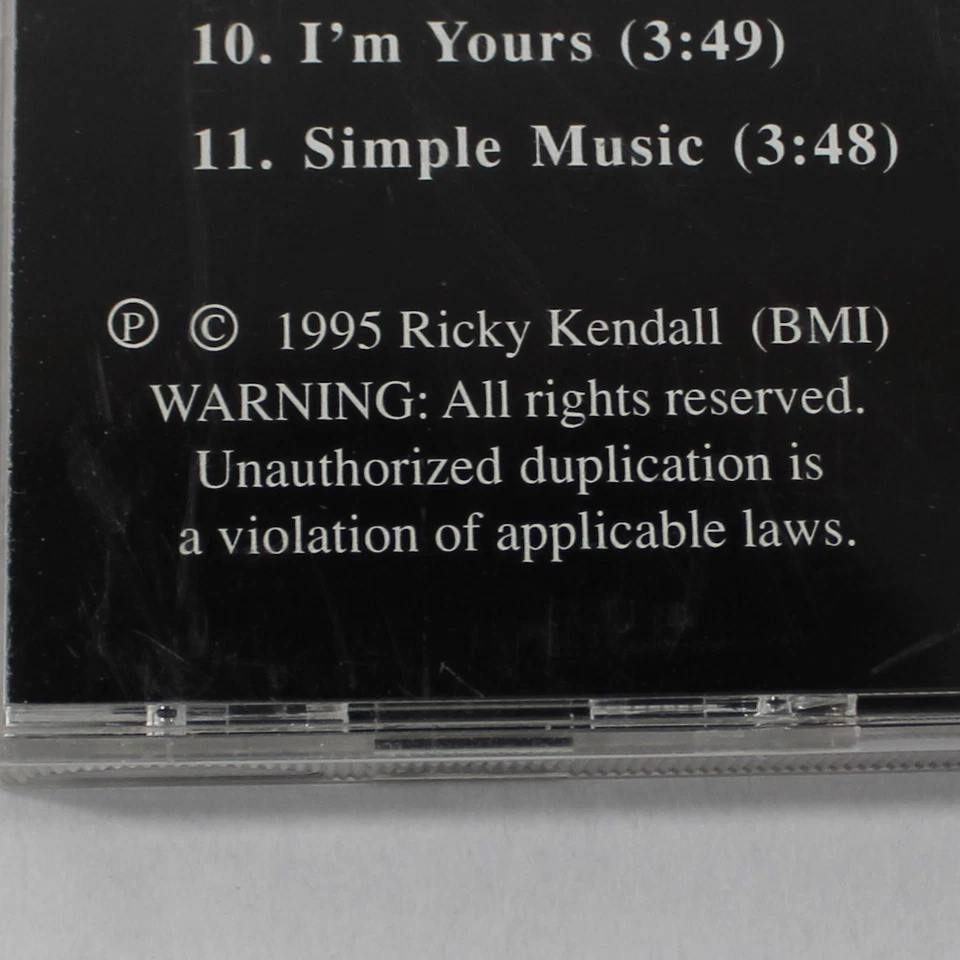 10. I'm Yours (3:49)
11. Simple Music (3:48)
Ⓟ © 1995 Ricky Kendall (BMI)
WARNING: All rights reserved.
Unauthorized duplication is
a violation of applicable laws.